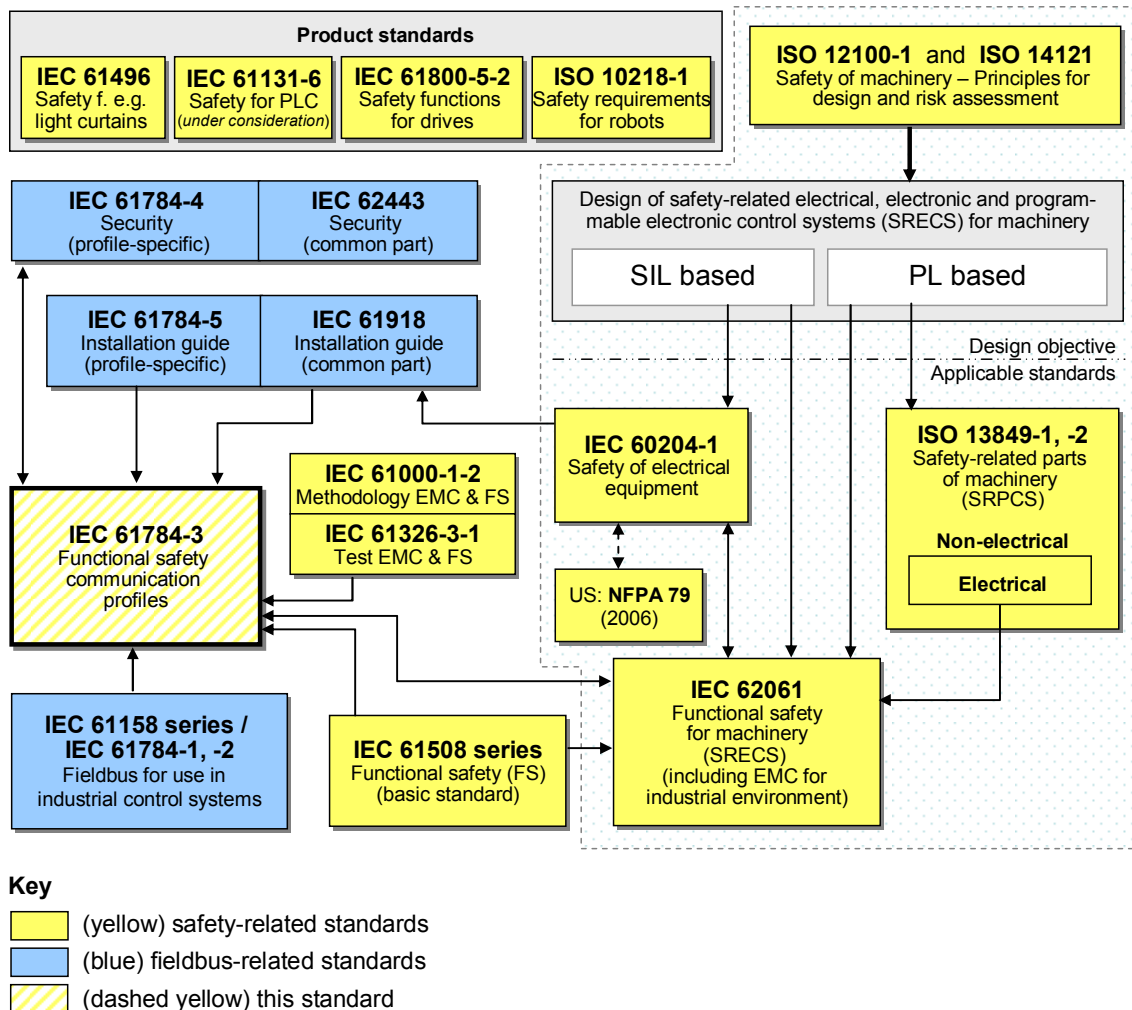 Product standards
IEC 61496
Safety f. e.g.
light curtains
IEC 61131-6
Safety for PLC
(under consideration)
IEC 61800-5-2
Safety functions
for drives
ISO 10218-1
Safety requirements
for robots
ISO 12100-1 and ISO 14121
Safety of machinery – Principles for
design and risk assessment
Design of safety-related electrical, electronic and program-
mable electronic control systems (SRECS) for machinery
SIL based
PL based
Design objective
Applicable standards
IEC 61784-4
Security
(profile-specific)
IEC 62443
Security
(common part)
IEC 61784-5
Installation guide
(profile-specific)
IEC 61918
Installation guide
(common part)
IEC 60204-1
Safety of electrical
equipment
ISO 13849-1, -2
Safety-related parts
of machinery
(SRPCS)
Non-electrical
Electrical
IEC 61000-1-2
Methodology EMC & FS
IEC 61326-3-1
Test EMC & FS
IEC 61784-3
Functional safety
communication
profiles
US: NFPA 79
(2006)
IEC 61158 series /
IEC 61784-1, -2
Fieldbus for use in
industrial control systems
IEC 61508 series
Functional safety (FS)
(basic standard)
IEC 62061
Functional safety
for machinery
(SRECS)
(including EMC for
industrial environment)
Key
(yellow) safety-related standards
(blue) fieldbus-related standards
(dashed yellow) this standard